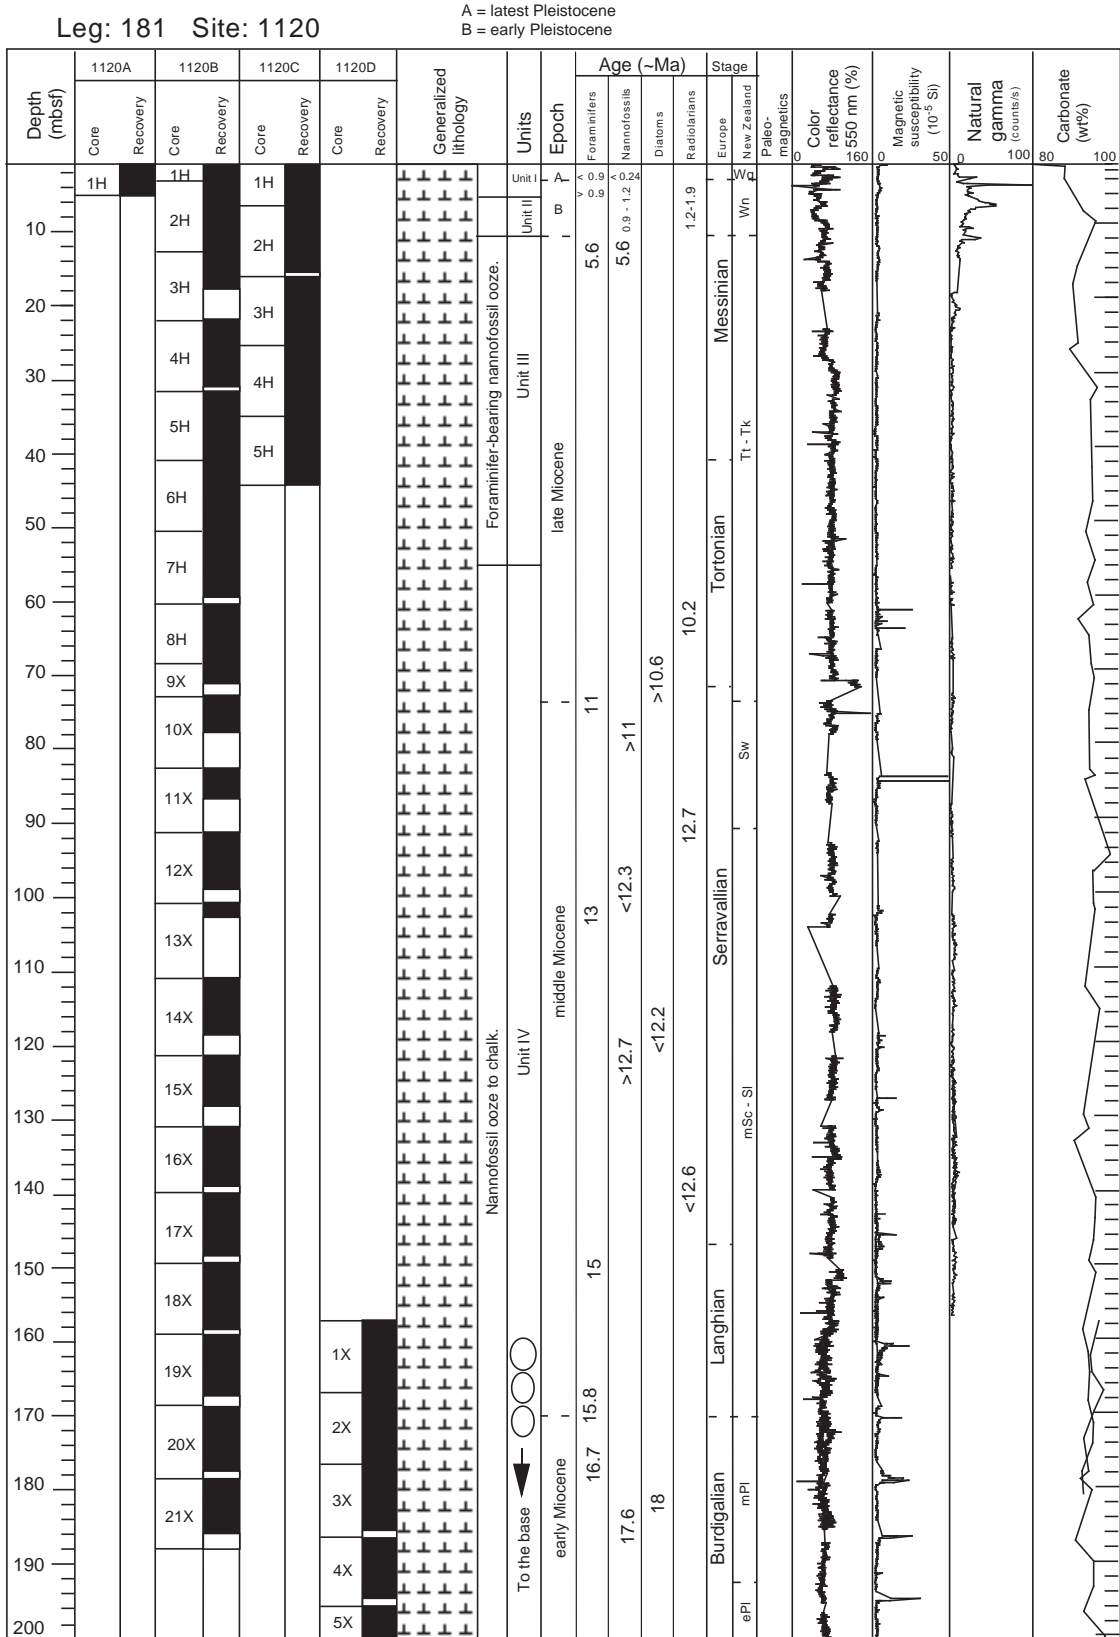 A = latest Pleistocene
B = early Pleistocene
Leg: 181 Site: 1120
Depth (mbsf)
1120A
Core
Recovery
1120B
Core
Recovery
1120C
Core
Recovery
1120D
Core
Recovery
Generalized lithology
Units
Epoch
Age (~Ma)
Foraminifers
Nannofossils
Diatoms
Radiolarians
Stage
Europe
New Zealand
Paleo-magnetics
Color reflectance 550 nm (%)
0 160
Magnetic susceptibility (10-5 SI)
0 50
Natural gamma (counts/s)
0 100
Carbonate (wt%)
80 100
10
20
30
40
50
60
70
80
90
100
110
120
130
140
150
160
170
180
190
200
1H
1H
2H
3H
4H
5H
6H
7H
8H
9X
10X
11X
12X
13X
14X
15X
16X
17X
18X
19X
20X
21X
1H
2H
3H
4H
5H
1X
2X
3X
4X
5X
Foraminifer-bearing nannofossil ooze.
Nannofossil ooze to chalk.
Unit I
Unit II
Unit III
Unit IV
To the base
A
B
late Miocene
middle Miocene
early Miocene
< 0.9
> 0.9
5.6
11
13
15
15.8
16.7
< 0.24
0.9 - 1.2
5.6
>11
<12.3
>12.7
17.6
>10.6
<12.2
18
1.2-1.9
10.2
12.7
<12.6
Messinian
Tortonian
Serravallian
Langhian
Burdigalian
Wq
Wn
Tt - Tk
Sw
mSc - Sl
mPl
ePl